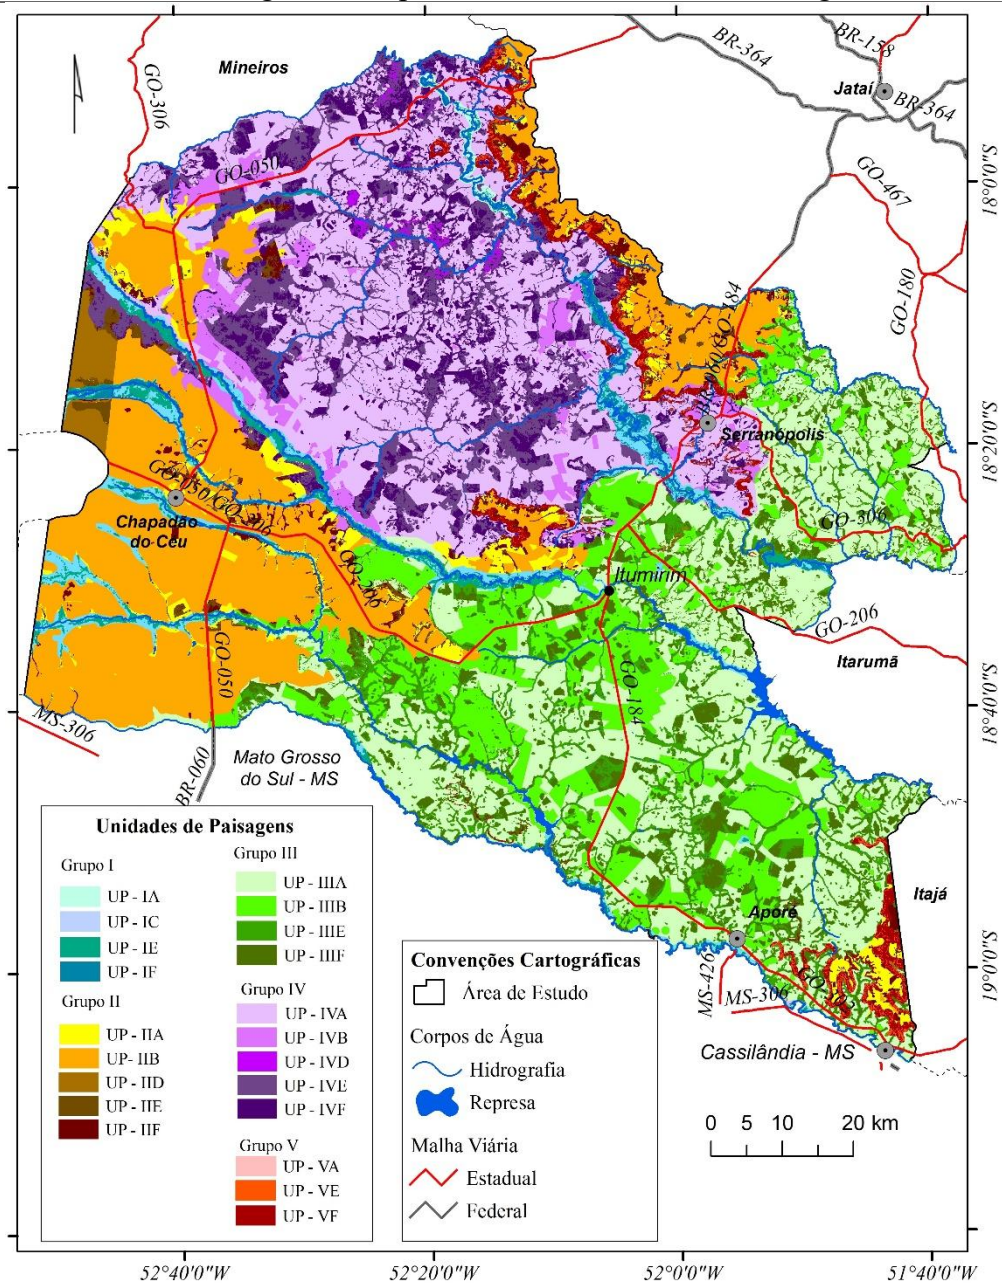 BR-364
BR-158
Mineiros
GO-306
Jataí
BR-364
GO-050
GO-467
18°0'0"S
GO-180
BR-060/GO-184
Serranópolis
18°20'0"S
GO-050/GO-206
Chapadão
do Céu
GO-306
GO-206
Itumirim
GO-206
Itarumã
GO-050
GO-184
18°40'0"S
MS-306
BR-060
Mato Grosso
do Sul - MS
Itajá
Aporé
MS-426
MS-306
GO-302
Cassilândia - MS
19°0'0"S
Unidades de Paisagens
Grupo I
UP - IA
UP - IC
UP - IE
UP - IF
Grupo II
UP - IIA
UP- IIB
UP - IID
UP - IIE
UP - IIF
Grupo III
UP - IIIA
UP - IIIB
UP - IIIE
UP - IIIF
Grupo IV
UP - IVA
UP - IVB
UP - IVD
UP - IVE
UP - IVF
Grupo V
UP - VA
UP - VE
UP - VF
Convenções Cartográficas
Área de Estudo
Corpos de Água
Hidrografia
Represa
Malha Viária
Estadual
Federal
0 5 10 20 km
52°40'0"W 52°20'0"W 52°0'0"W 51°40'0"W